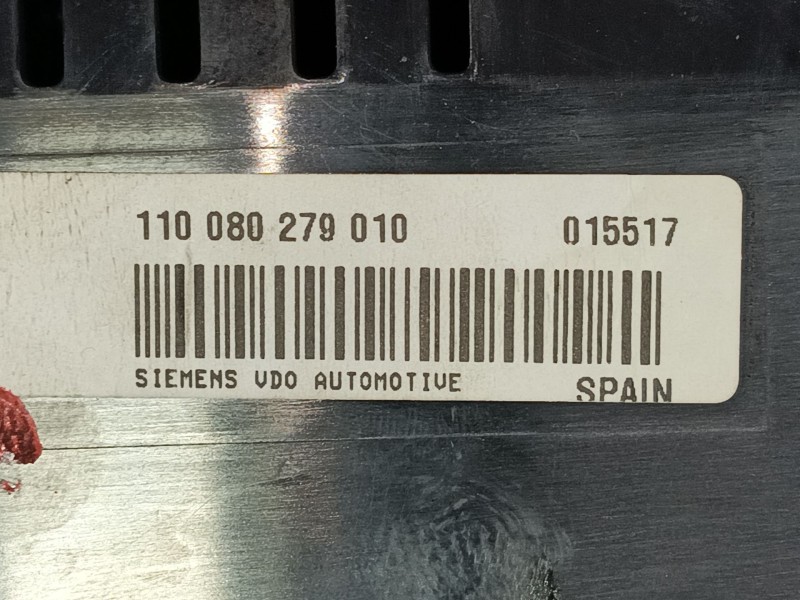 110 080 279 010 015517
SIEMENS VDO AUTOMOTIVE SPAIN